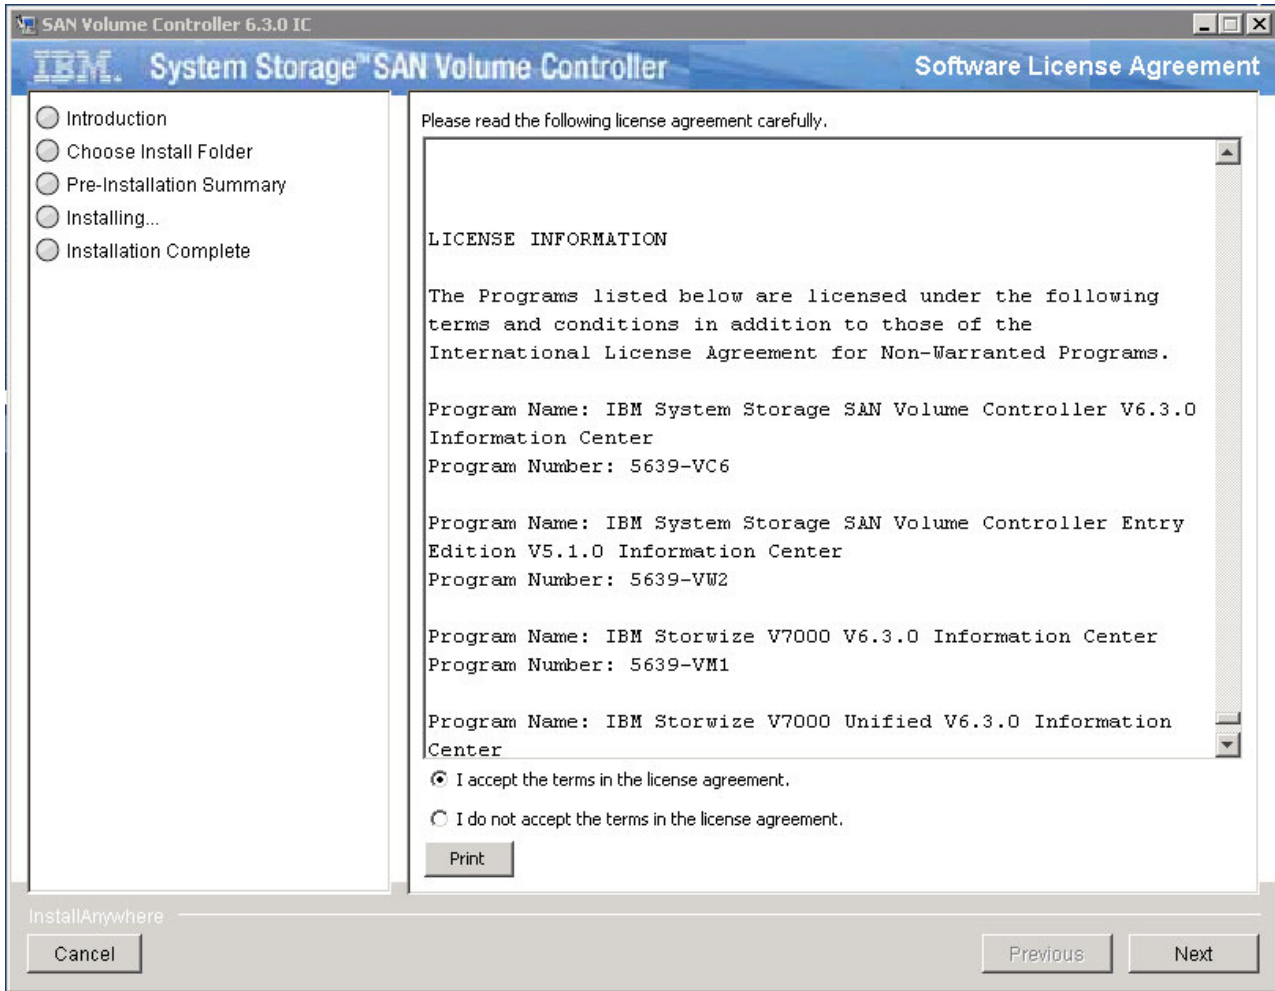 SAN Volume Controller 6.3.0 IC
IBM. System Storage™ SAN Volume Controller
Software License Agreement
Introduction
Choose Install Folder
Pre-Installation Summary
Installing...
Installation Complete
Please read the following license agreement carefully.
LICENSE INFORMATION
The Programs listed below are licensed under the following
terms and conditions in addition to those of the
International License Agreement for Non-Warranted Programs.
Program Name: IBM System Storage SAN Volume Controller V6.3.0
Information Center
Program Number: 5639-VC6
Program Name: IBM System Storage SAN Volume Controller Entry
Edition V5.1.0 Information Center
Program Number: 5639-VW2
Program Name: IBM Storwize V7000 V6.3.0 Information Center
Program Number: 5639-VM1
Program Name: IBM Storwize V7000 Unified V6.3.0 Information
Center
I accept the terms in the license agreement.
I do not accept the terms in the license agreement.
Print
InstallAnywhere
Cancel
Previous
Next